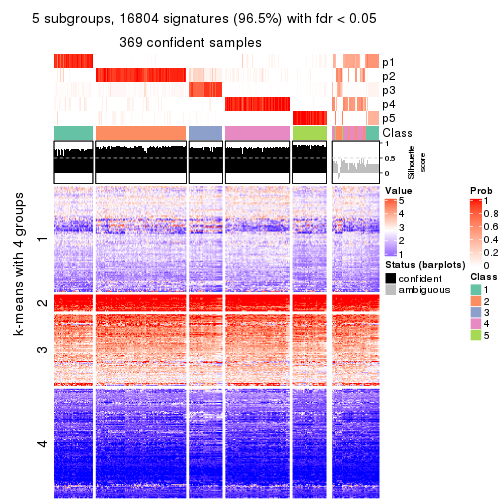 5 subgroups, 16804 signatures (96.5%) with fdr < 0.05
369 confident samples
p1
p2
p3
p4
p5
Class
1
0.5
0
Silhouette
score
k-means with 4 groups
1
2
3
4
Value
5
4
3
2
1
Status (barplots)
confident
ambiguous
Prob
1
0.8
0.6
0.4
0.2
0
Class
1
2
3
4
5